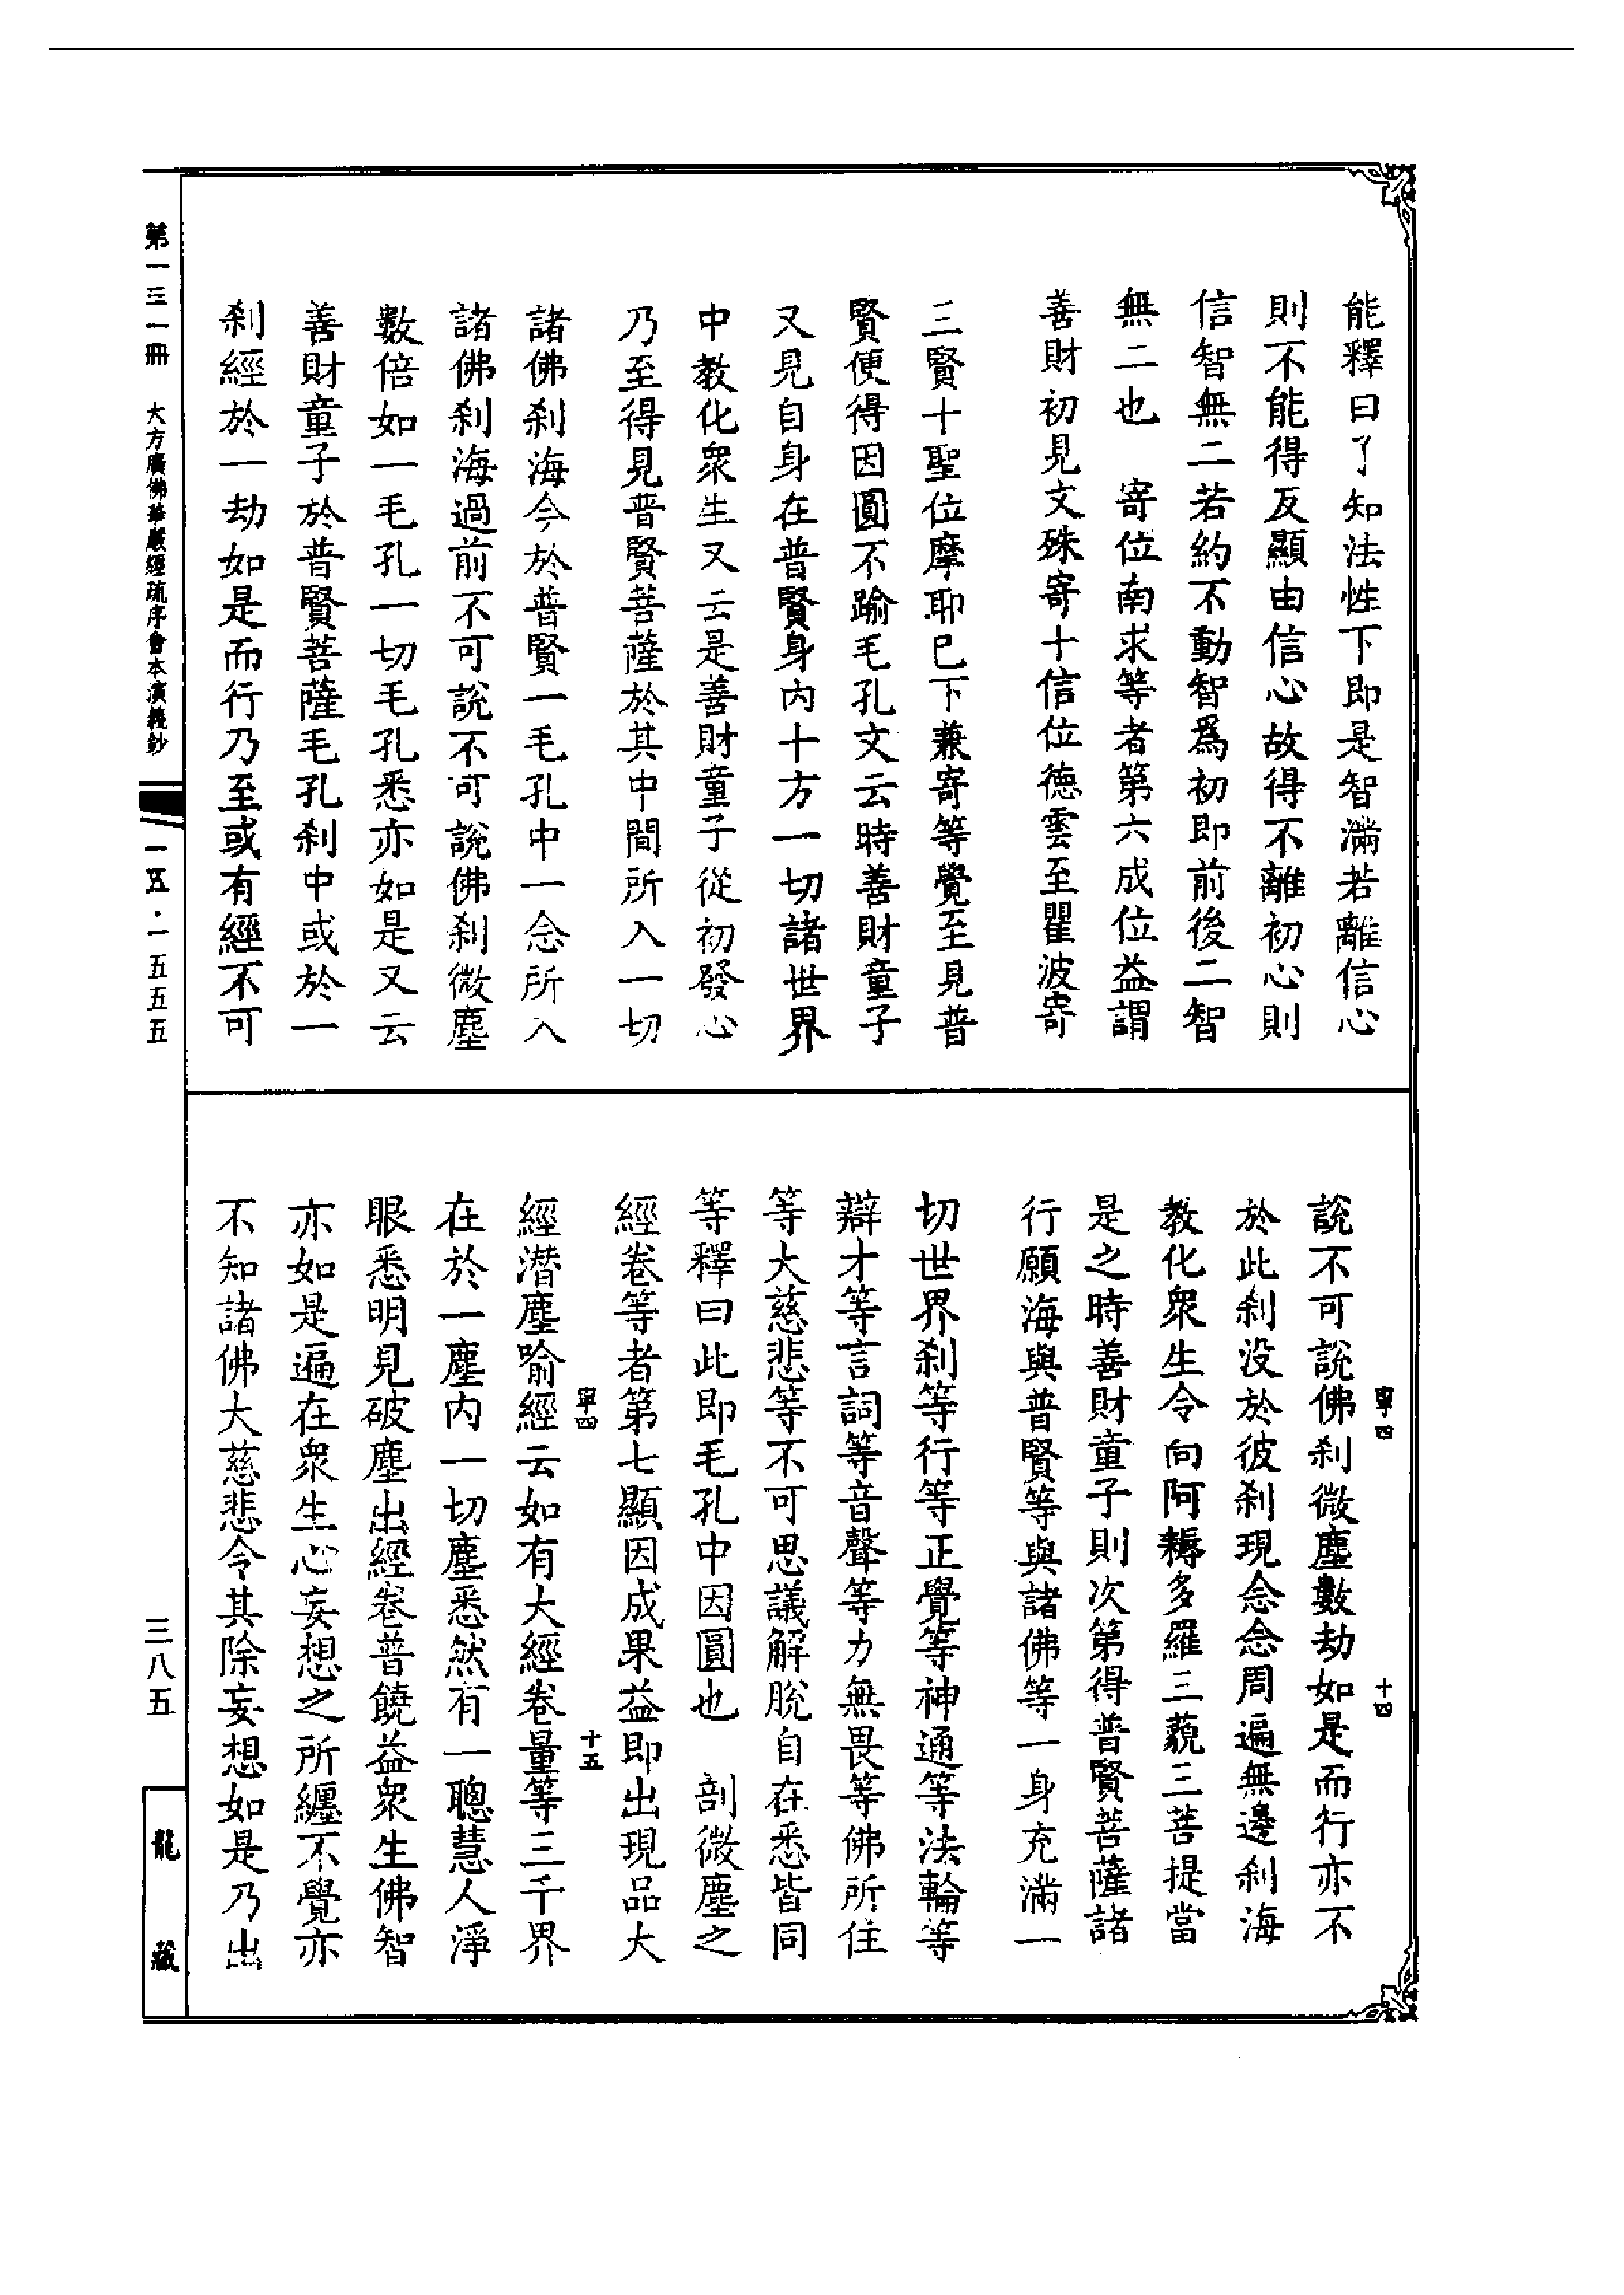 能釋曰了知法性下即是智滿若離信心
則不能得反顯由信心故得不離初心則
信智無二若約不動智爲初即前後二智
無二也　寄位南求等者第六成位益謂
善財初見文殊寄十信位德雲至瞿波寄
三賢十聖位摩耶已下兼寄等覺至見普
賢便得因圓不踰毛孔文云時善財童子
又見自身在普賢身内十方一切諸世界
中教化衆生又云是善財童子從初發心
乃至得見普賢菩薩於其中間所入一切
諸佛刹海今於普賢一毛孔中一念所入
諸佛刹海過前不可說不可說佛刹微塵
數倍如一毛孔一切毛孔悉亦如是又云
善財童子於普賢菩薩毛孔刹中或於一
刹經於一劫如是而行乃至或有經不可
寧四　十四
說不可說佛刹微塵數劫如是而行亦不
於此刹没於彼刹現念念周遍無邊刹海
教化衆生令向阿耨多羅三藐三菩提當
是之時善財童子則次第得普賢菩薩諸
行願海與普賢等與諸佛等一身充滿一
切世界刹等行等正覺等神通等法輪等
辯才等言詞等音聲等力無畏等佛所住
等大慈悲等不可思議解脫自在悉皆同
等釋曰此即毛孔中因圓也　剖微塵之
經卷等者第七顯因成果益即出現品大
寧四　十五
經潜塵喻經云如有大經卷量等三千界
在於一塵内一切塵悉然有一聰慧人淨
眼悉明見破塵出經卷普饒益衆生佛智
亦如是遍在衆生心妄想之所纏不覺亦
不知諸佛大慈悲令其除妄想如是乃出
第一三一冊　大方廣佛華嚴經疏序會本演義鈔
一五·一五五五
三八五
龍藏